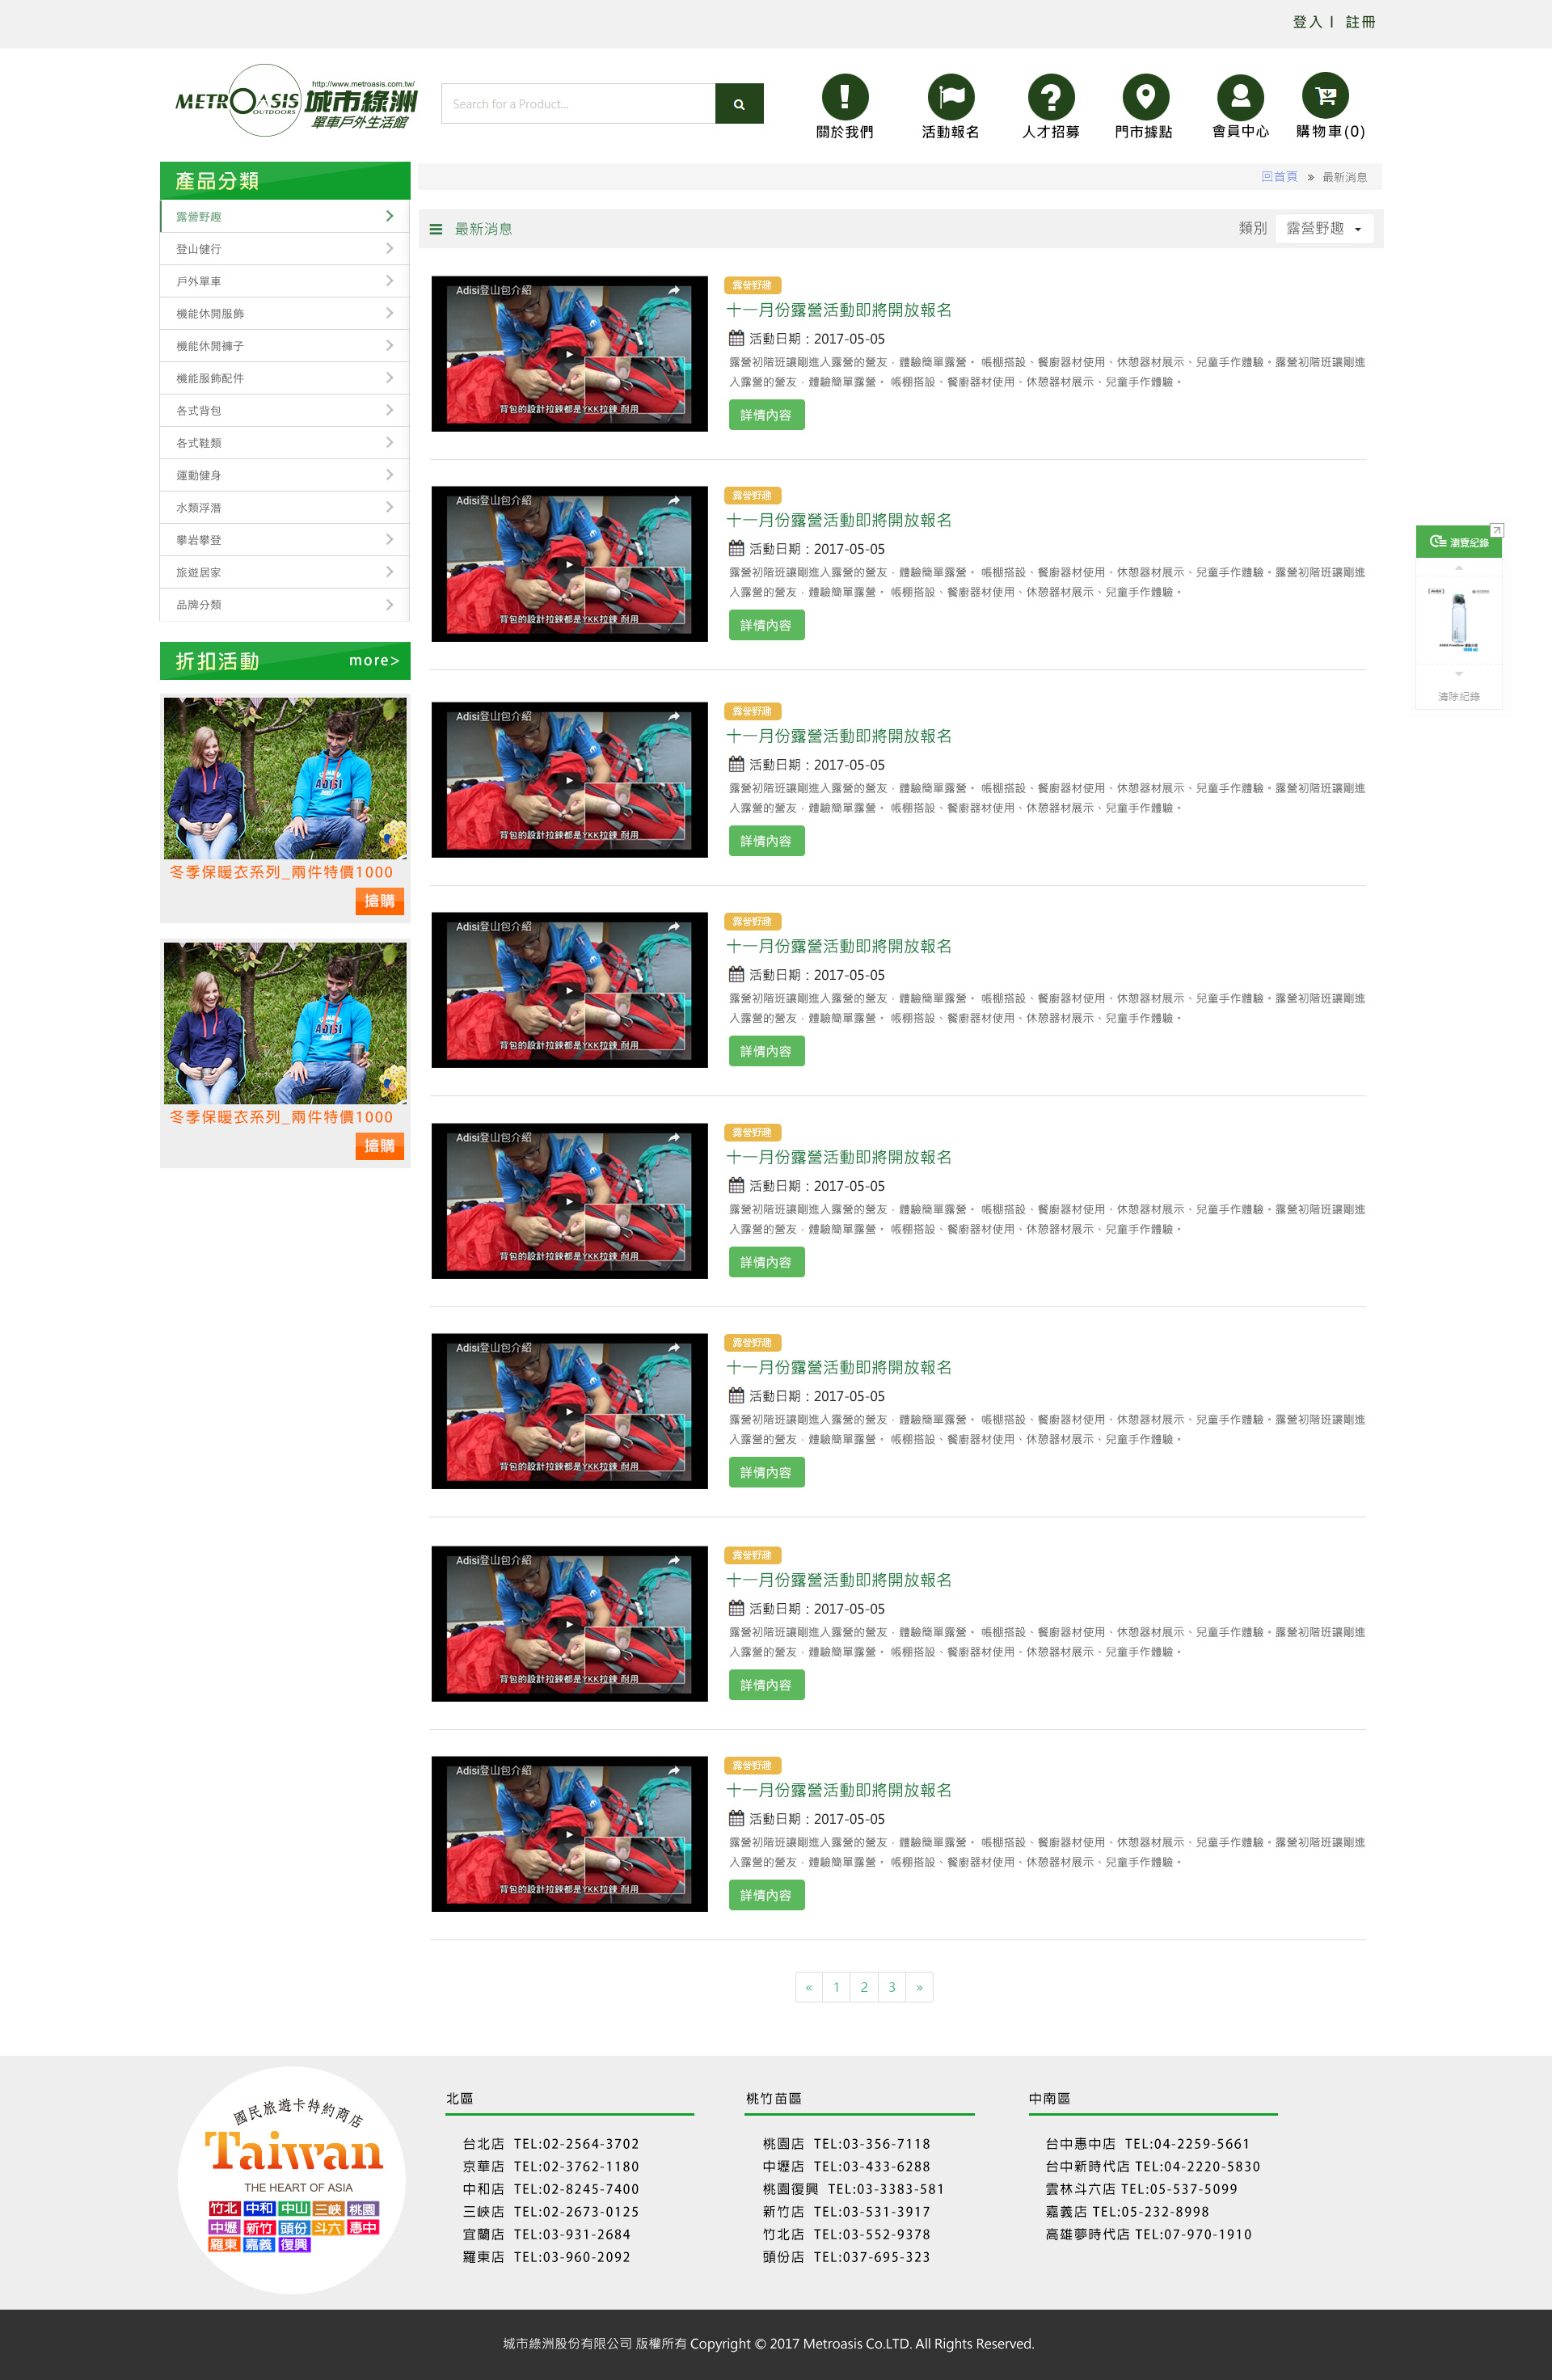 登入 | 註冊
METROASIS
OUTDOORS
http://www.metroasis.com.tw/
城市綠洲
單車戶外生活館
Search for a Product...
關於我們
活動報名
人才招募
門市據點
會員中心
購物車(0)
產品分類
露營野趣
登山健行
戶外單車
機能休閒服飾
機能休閒褲子
機能服飾配件
各式背包
各式鞋類
運動健身
水類浮潛
攀岩攀登
旅遊居家
品牌分類
折扣活動 more>
ADISI
冬季保暖衣系列_兩件特價1000
搶購
ADISI
冬季保暖衣系列_兩件特價1000
搶購
回首頁 » 最新消息
最新消息
類別 露營野趣
Adisi登山包介紹
背包的設計拉鍊都是YKK拉鍊 耐用
露營野趣
十一月份露營活動即將開放報名
活動日期：2017-05-05
露營初階班讓剛進入露營的營友﹐體驗簡單露營。 帳棚搭設、餐廚器材使用、休憩器材展示、兒童手作體驗。露營初階班讓剛進
入露營的營友﹐體驗簡單露營。 帳棚搭設、餐廚器材使用、休憩器材展示、兒童手作體驗。
詳情內容
Adisi登山包介紹
背包的設計拉鍊都是YKK拉鍊 耐用
露營野趣
十一月份露營活動即將開放報名
活動日期：2017-05-05
露營初階班讓剛進入露營的營友﹐體驗簡單露營。 帳棚搭設、餐廚器材使用、休憩器材展示、兒童手作體驗。露營初階班讓剛進
入露營的營友﹐體驗簡單露營。 帳棚搭設、餐廚器材使用、休憩器材展示、兒童手作體驗。
詳情內容
Adisi登山包介紹
背包的設計拉鍊都是YKK拉鍊 耐用
露營野趣
十一月份露營活動即將開放報名
活動日期：2017-05-05
露營初階班讓剛進入露營的營友﹐體驗簡單露營。 帳棚搭設、餐廚器材使用、休憩器材展示、兒童手作體驗。露營初階班讓剛進
入露營的營友﹐體驗簡單露營。 帳棚搭設、餐廚器材使用、休憩器材展示、兒童手作體驗。
詳情內容
Adisi登山包介紹
背包的設計拉鍊都是YKK拉鍊 耐用
露營野趣
十一月份露營活動即將開放報名
活動日期：2017-05-05
露營初階班讓剛進入露營的營友﹐體驗簡單露營。 帳棚搭設、餐廚器材使用、休憩器材展示、兒童手作體驗。露營初階班讓剛進
入露營的營友﹐體驗簡單露營。 帳棚搭設、餐廚器材使用、休憩器材展示、兒童手作體驗。
詳情內容
Adisi登山包介紹
背包的設計拉鍊都是YKK拉鍊 耐用
露營野趣
十一月份露營活動即將開放報名
活動日期：2017-05-05
露營初階班讓剛進入露營的營友﹐體驗簡單露營。 帳棚搭設、餐廚器材使用、休憩器材展示、兒童手作體驗。露營初階班讓剛進
入露營的營友﹐體驗簡單露營。 帳棚搭設、餐廚器材使用、休憩器材展示、兒童手作體驗。
詳情內容
Adisi登山包介紹
背包的設計拉鍊都是YKK拉鍊 耐用
露營野趣
十一月份露營活動即將開放報名
活動日期：2017-05-05
露營初階班讓剛進入露營的營友﹐體驗簡單露營。 帳棚搭設、餐廚器材使用、休憩器材展示、兒童手作體驗。露營初階班讓剛進
入露營的營友﹐體驗簡單露營。 帳棚搭設、餐廚器材使用、休憩器材展示、兒童手作體驗。
詳情內容
Adisi登山包介紹
背包的設計拉鍊都是YKK拉鍊 耐用
露營野趣
十一月份露營活動即將開放報名
活動日期：2017-05-05
露營初階班讓剛進入露營的營友﹐體驗簡單露營。 帳棚搭設、餐廚器材使用、休憩器材展示、兒童手作體驗。露營初階班讓剛進
入露營的營友﹐體驗簡單露營。 帳棚搭設、餐廚器材使用、休憩器材展示、兒童手作體驗。
詳情內容
Adisi登山包介紹
背包的設計拉鍊都是YKK拉鍊 耐用
露營野趣
十一月份露營活動即將開放報名
活動日期：2017-05-05
露營初階班讓剛進入露營的營友﹐體驗簡單露營。 帳棚搭設、餐廚器材使用、休憩器材展示、兒童手作體驗。露營初階班讓剛進
入露營的營友﹐體驗簡單露營。 帳棚搭設、餐廚器材使用、休憩器材展示、兒童手作體驗。
詳情內容
瀏覽紀錄
清除紀錄
« 1 2 3 »
國民旅遊卡特約商店
Taiwan
THE HEART OF ASIA
竹北 中和 中山 三峽 桃園
中壢 新竹 頭份 斗六 惠中
羅東 嘉義 復興
北區
台北店 TEL:02-2564-3702
京華店 TEL:02-3762-1180
中和店 TEL:02-8245-7400
三峽店 TEL:02-2673-0125
宜蘭店 TEL:03-931-2684
羅東店 TEL:03-960-2092
桃竹苗區
桃園店 TEL:03-356-7118
中壢店 TEL:03-433-6288
桃園復興 TEL:03-3383-581
新竹店 TEL:03-531-3917
竹北店 TEL:03-552-9378
頭份店 TEL:037-695-323
中南區
台中惠中店 TEL:04-2259-5661
台中新時代店 TEL:04-2220-5830
雲林斗六店 TEL:05-537-5099
嘉義店 TEL:05-232-8998
高雄夢時代店 TEL:07-970-1910
城市綠洲股份有限公司 版權所有 Copyright © 2017 Metroasis Co.LTD. All Rights Reserved.